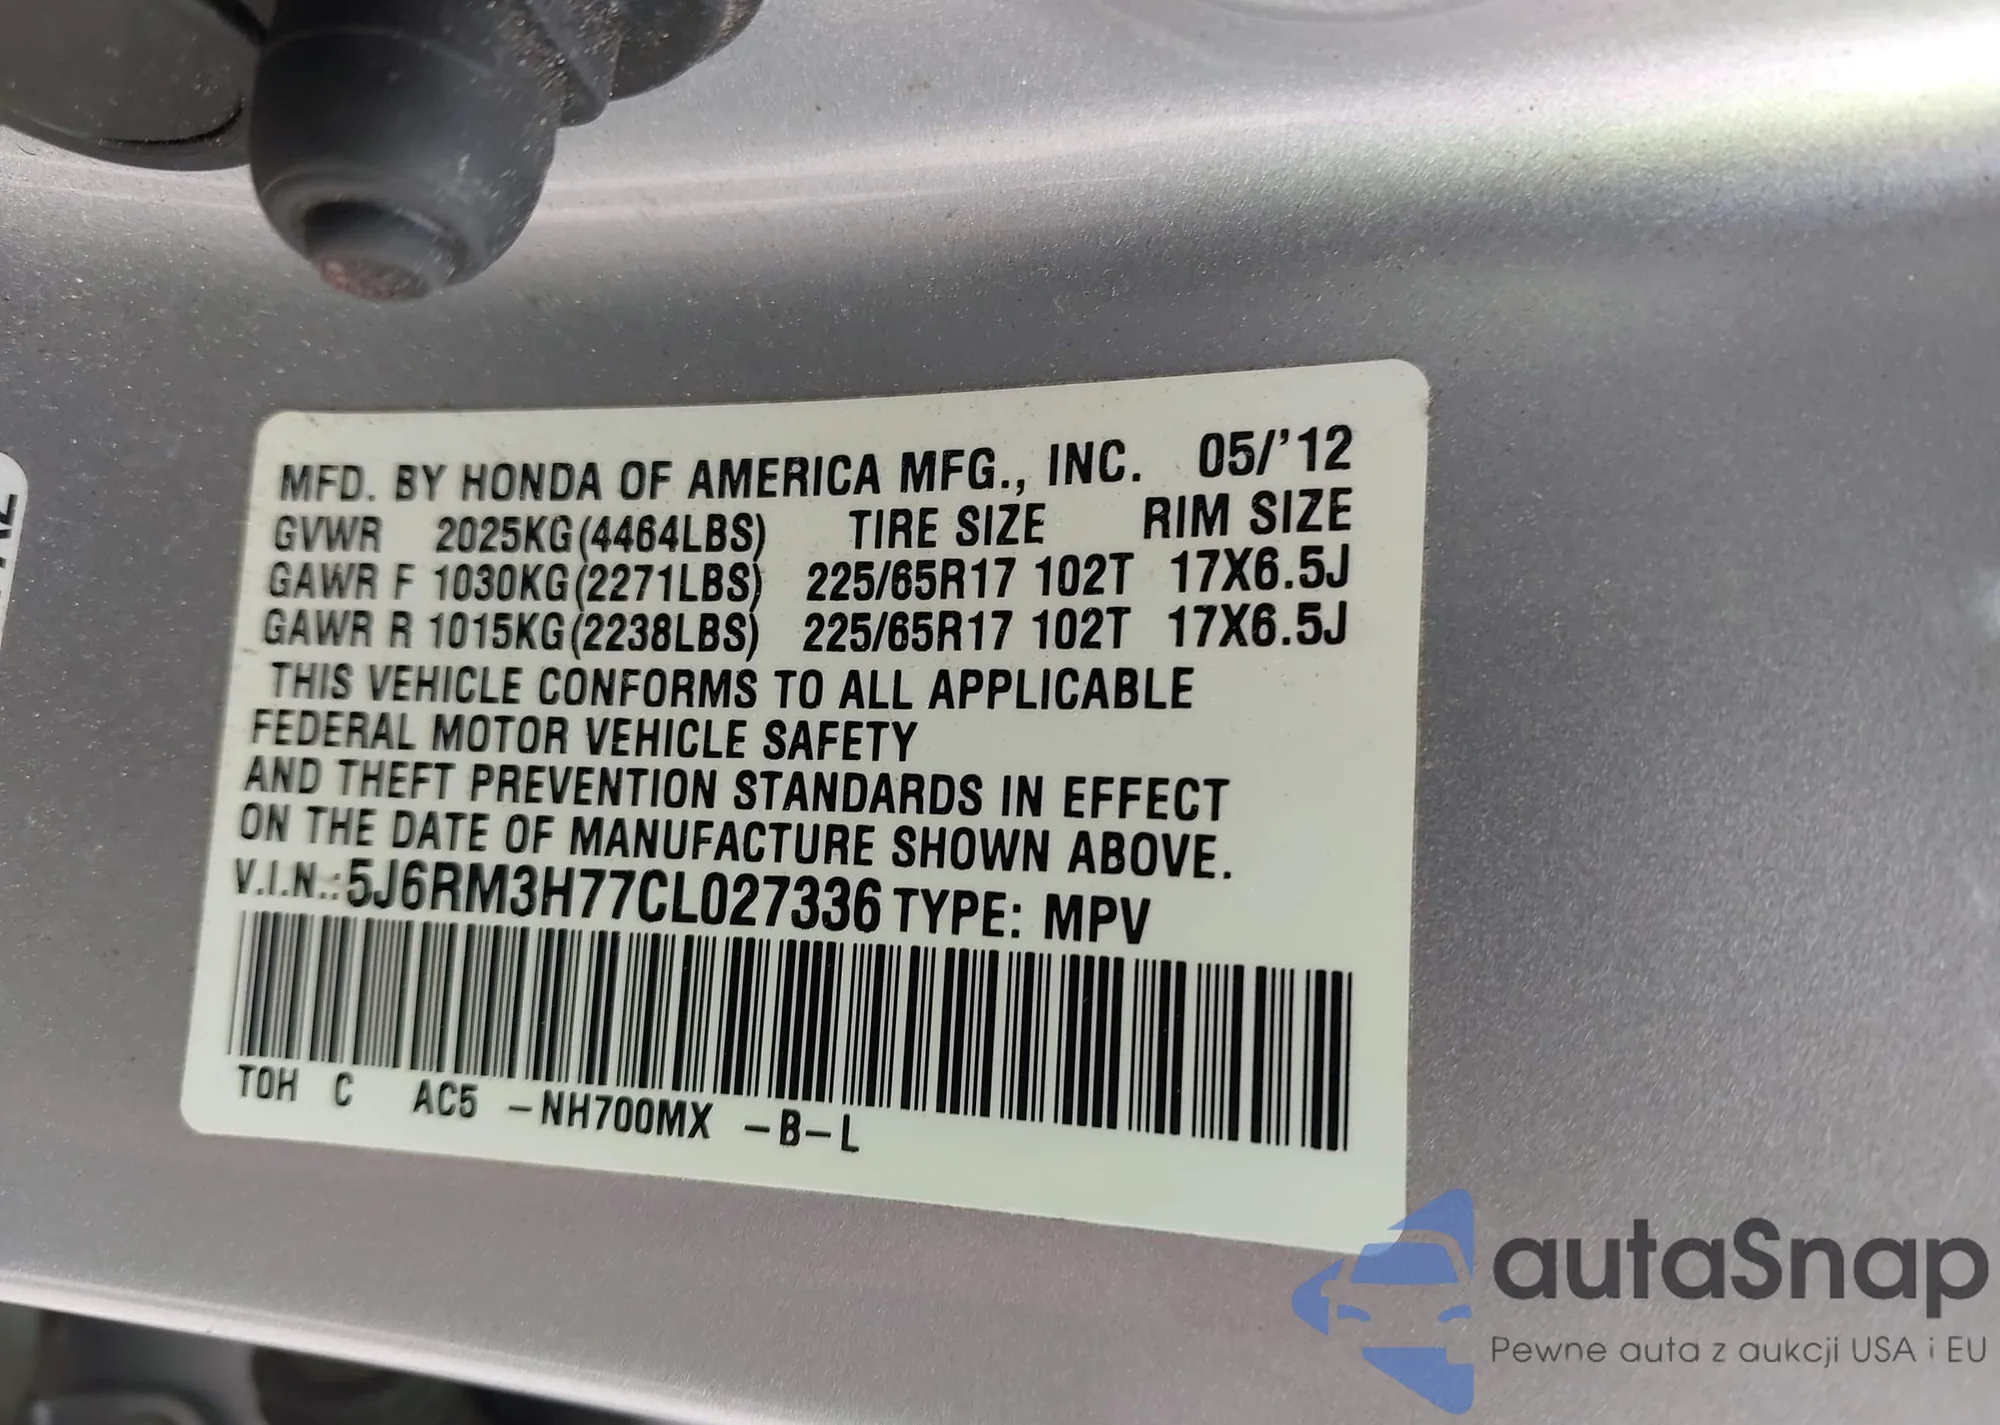 MFD. BY HONDA OF AMERICA MFG., INC. 05/'12
GVWR 2025KG(4464LBS) TIRE SIZE RIM SIZE
GAWR F 1030KG(2271LBS) 225/65R17 102T 17X6.5J
GAWR R 1015KG(2238LBS) 225/65R17 102T 17X6.5J
THIS VEHICLE CONFORMS TO ALL APPLICABLE
FEDERAL MOTOR VEHICLE SAFETY
AND THEFT PREVENTION STANDARDS IN EFFECT
ON THE DATE OF MANUFACTURE SHOWN ABOVE.
V.I.N.:5J6RM3H77CL027336 TYPE: MPV
TOH C AC5 -NH700MX -B-L
autaSnap
Pewne auta z aukcji USA i EU